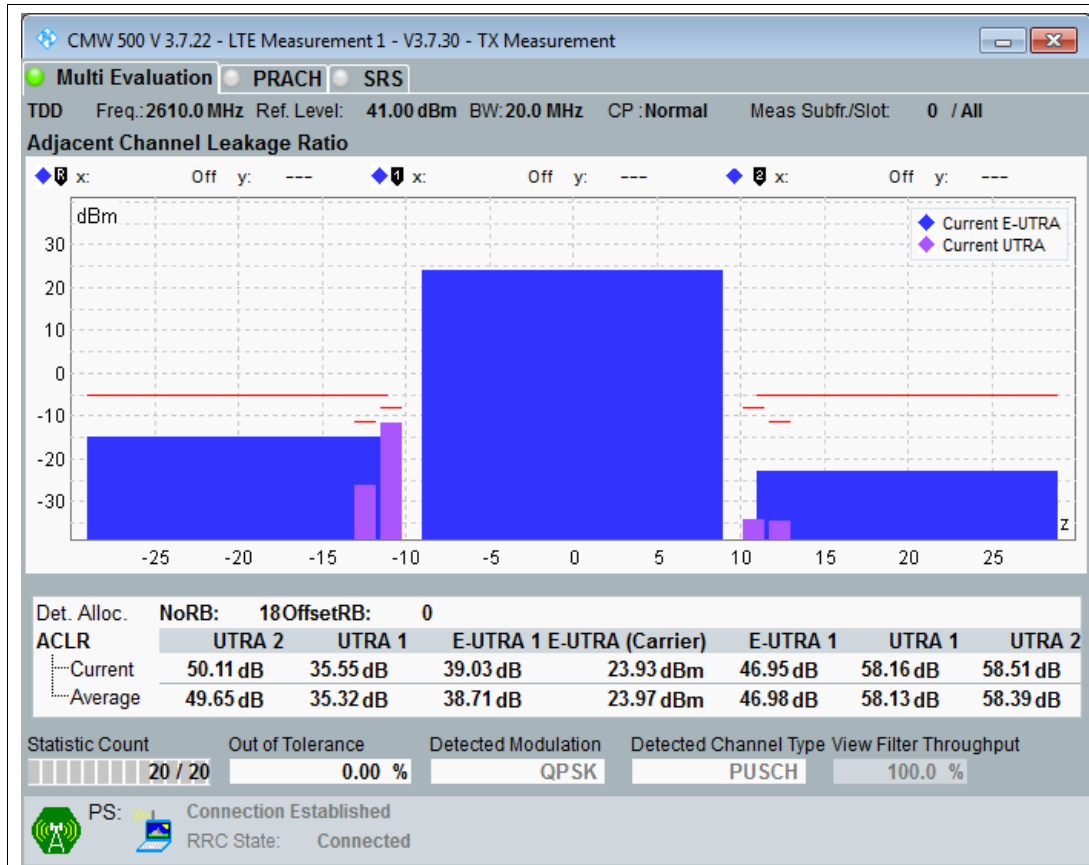 CMW 500 V 3.7.22 - LTE Measurement 1 - V3.7.30 - TX Measurement
Multi Evaluation PRACH SRS
TDD Freq.: 2610.0 MHz Ref. Level: 41.00 dBm BW: 20.0 MHz CP : Normal Meas Subfr./Slot: 0 / All
Adjacent Channel Leakage Ratio
R x: Off y: --- 1 x: Off y: --- 2 x: Off y: ---
dBm
Current E-UTRA
Current UTRA
30
20
10
0
-10
-20
-30
z
-25 -20 -15 -10 -5 0 5 10 15 20 25
Det. Alloc. NoRB: 18 OffsetRB: 0
ACLR UTRA 2 UTRA 1 E-UTRA 1 E-UTRA (Carrier) E-UTRA 1 UTRA 1 UTRA 2
Current 50.11 dB 35.55 dB 39.03 dB 23.93 dBm 46.95 dB 58.16 dB 58.51 dB
Average 49.65 dB 35.32 dB 38.71 dB 23.97 dBm 46.98 dB 58.13 dB 58.39 dB
Statistic Count Out of Tolerance Detected Modulation Detected Channel Type View Filter Throughput
20 / 20 0.00 % QPSK PUSCH 100.0 %
PS: Connection Established
RRC State: Connected